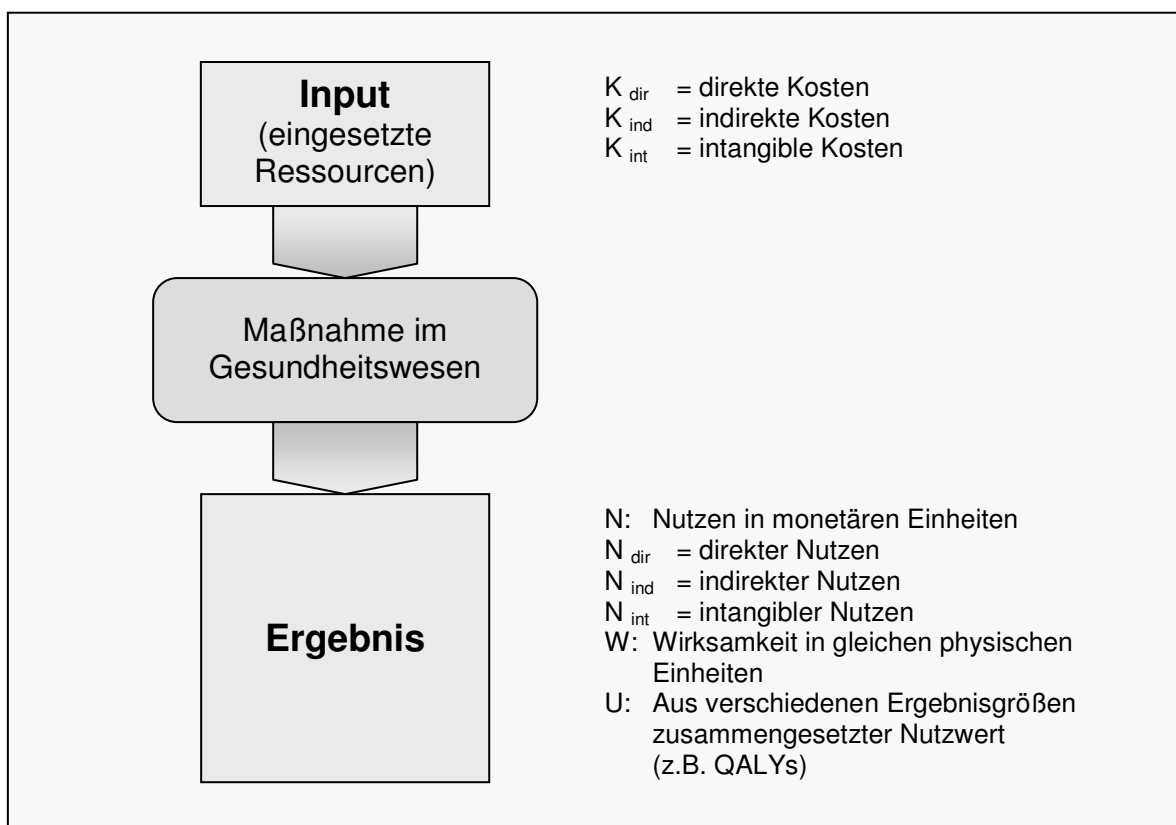 Input
(eingesetzte
Ressourcen)
K dir = direkte Kosten
K ind = indirekte Kosten
K int = intangible Kosten
Maßnahme im
Gesundheitswesen
Ergebnis
N: Nutzen in monetären Einheiten
N dir = direkter Nutzen
N ind = indirekter Nutzen
N int = intangibler Nutzen
W: Wirksamkeit in gleichen physischen
Einheiten
U: Aus verschiedenen Ergebnisgrößen
zusammengesetzter Nutzwert
(z.B. QALYs)